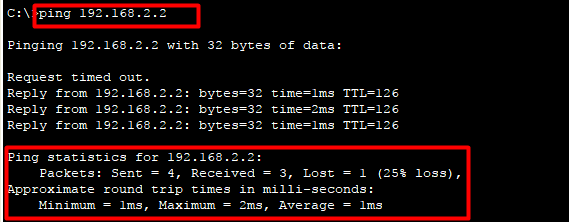 C:\>ping 192.168.2.2
Pinging 192.168.2.2 with 32 bytes of data:
Request timed out.
Reply from 192.168.2.2: bytes=32 time=1ms TTL=126
Reply from 192.168.2.2: bytes=32 time=2ms TTL=126
Reply from 192.168.2.2: bytes=32 time=1ms TTL=126
Ping statistics for 192.168.2.2:
Packets: Sent = 4, Received = 3, Lost = 1 (25% loss),
Approximate round trip times in milli-seconds:
Minimum = 1ms, Maximum = 2ms, Average = 1ms